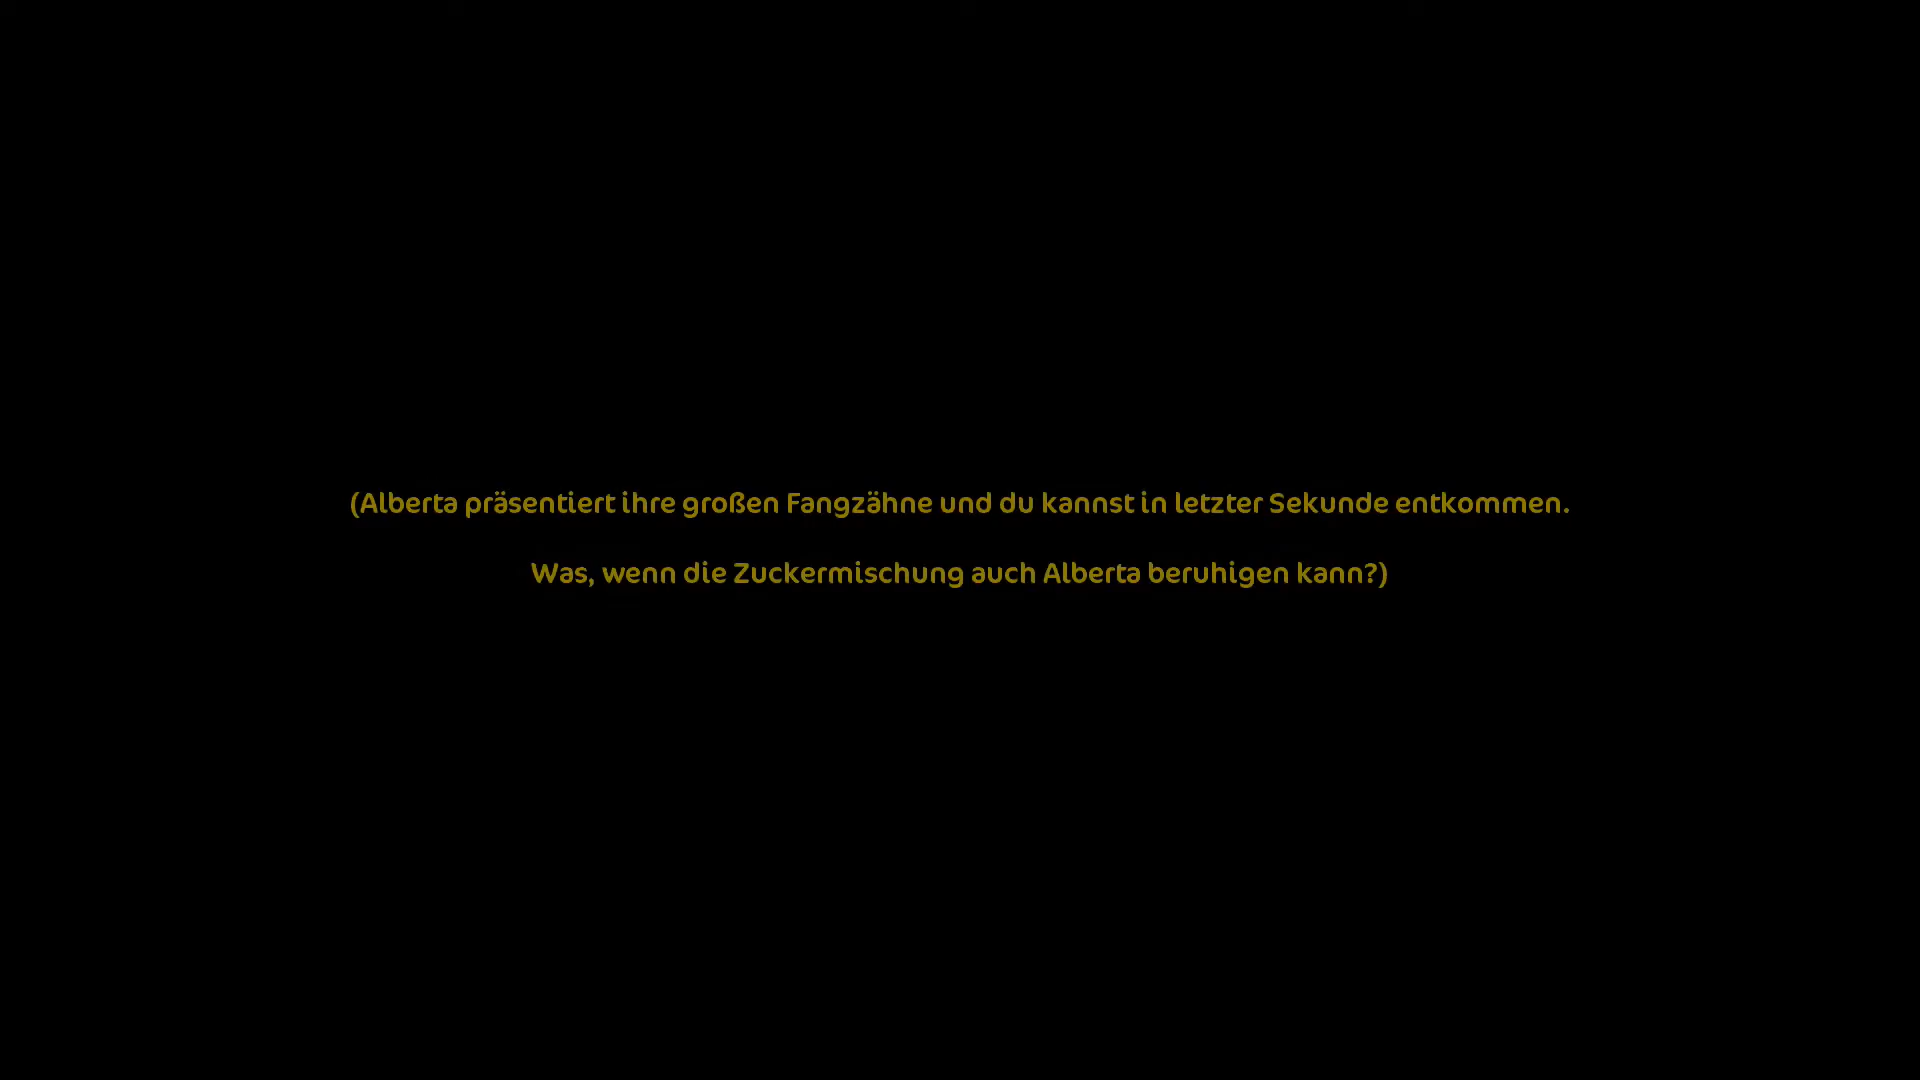 (Alberta präsentiert ihre großen Fangzähne und du kannst in letzter Sekunde entkommen.
Was, wenn die Zuckermischung auch Alberta beruhigen kann?)